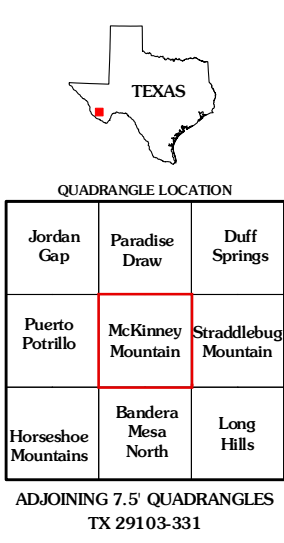 TEXAS
QUADRANGLE LOCATION
Jordan
Gap
Paradise
Draw
Duff
Springs
Puerto
Potrillo
McKinney
Mountain
Straddlebug
Mountain
Horseshoe
Mountains
Bandera
Mesa
North
Long
Hills
ADJOINING 7.5' QUADRANGLES
TX 29103-331